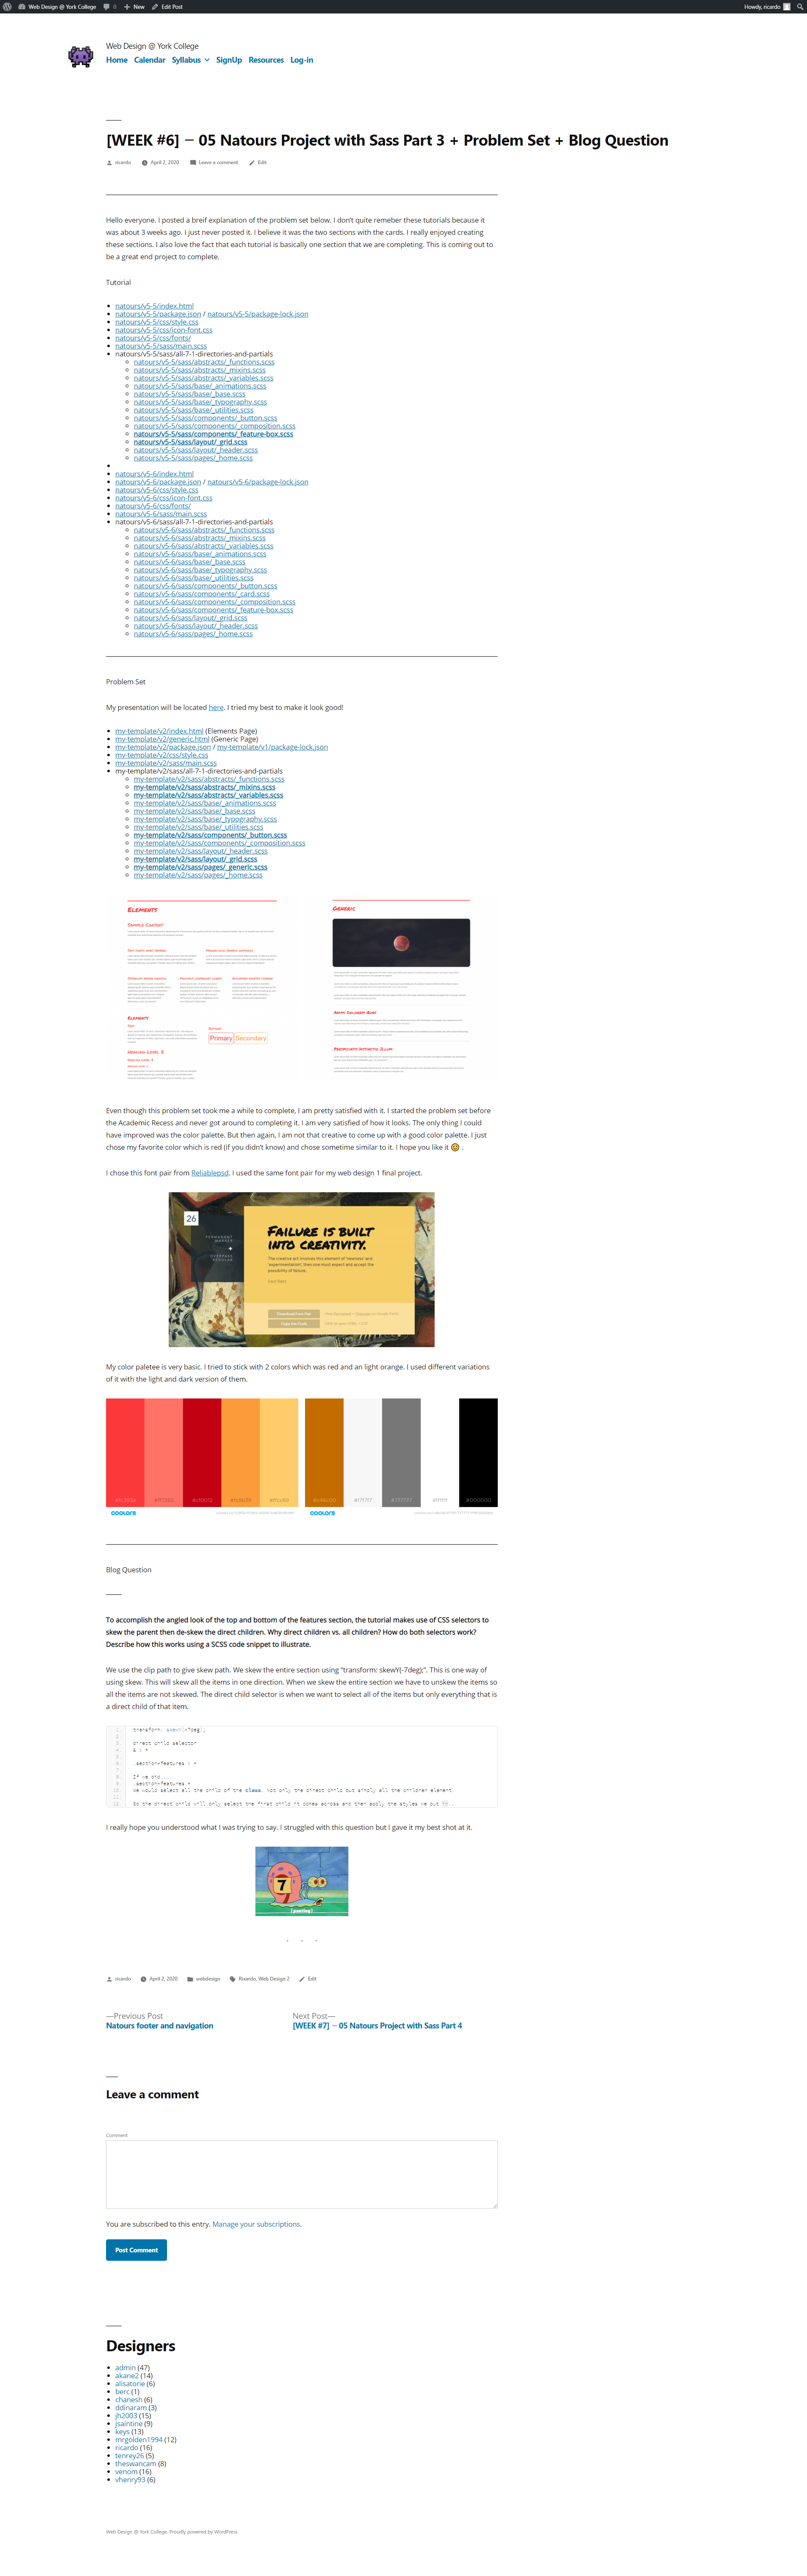 Web Design @ York College 0 New Edit Post Howdy, ricardo
Web Design @ York College
Home Calendar Syllabus SignUp Resources Log-in
[WEEK #6] – 05 Natours Project with Sass Part 3 + Problem Set + Blog Question
ricardo April 2, 2020 Leave a comment Edit
Hello everyone, I posted a breif explanation of the problem set below. I don't quite remeber these tutorials because it
was about 3 weeks ago. I just never posted it. I believe it was the two sections with the cards. I really enjoyed creating
these sections. I also love the fact that each tutorial is basically one section that we are completing. This is coming out to
be a great end project to complete.
Tutorial
natours/v5-5/index.html
natours/v5-5/package.json / natours/v5-5/package-lock.json
natours/v5-5/css/style.css
natours/v5-5/css/icon-font.css
natours/v5-5/css/fonts/
natours/v5-5/sass/main.scss
natours/v5-5/sass/all-7-1-directories-and-partials
natours/v5-5/sass/abstracts/_functions.scss
natours/v5-5/sass/abstracts/_mixins.scss
natours/v5-5/sass/abstracts/_variables.scss
natours/v5-5/sass/base/_animations.scss
natours/v5-5/sass/base/_base.scss
natours/v5-5/sass/base/_typography.scss
natours/v5-5/sass/base/_utilities.scss
natours/v5-5/sass/components/_button.scss
natours/v5-5/sass/components/_composition.scss
natours/v5-5/sass/components/_feature-box.scss
natours/v5-5/sass/layout/_grid.scss
natours/v5-5/sass/layout/_header.scss
natours/v5-5/sass/pages/_home.scss
natours/v5-6/index.html
natours/v5-6/package.json / natours/v5-6/package-lock.json
natours/v5-6/css/style.css
natours/v5-6/css/icon-font.css
natours/v5-6/css/fonts/
natours/v5-6/sass/main.scss
natours/v5-6/sass/all-7-1-directories-and-partials
natours/v5-6/sass/abstracts/_functions.scss
natours/v5-6/sass/abstracts/_mixins.scss
natours/v5-6/sass/abstracts/_variables.scss
natours/v5-6/sass/base/_animations.scss
natours/v5-6/sass/base/_base.scss
natours/v5-6/sass/base/_typography.scss
natours/v5-6/sass/base/_utilities.scss
natours/v5-6/sass/components/_button.scss
natours/v5-6/sass/components/_card.scss
natours/v5-6/sass/components/_composition.scss
natours/v5-6/sass/components/_feature-box.scss
natours/v5-6/sass/layout/_grid.scss
natours/v5-6/sass/layout/_header.scss
natours/v5-6/sass/pages/_home.scss
Problem Set
My presentation will be located here. I tried my best to make it look good!
my-template/v2/index.html (Elements Page)
my-template/v2/generic.html (Generic Page)
my-template/v2/package.json / my-template/v1/package-lock.json
my-template/v2/css/style.css
my-template/v2/sass/main.scss
my-template/v2/sass/all-7-1-directories-and-partials
my-template/v2/sass/abstracts/_functions.scss
my-template/v2/sass/abstracts/_mixins.scss
my-template/v2/sass/abstracts/_variables.scss
my-template/v2/sass/base/_animations.scss
my-template/v2/sass/base/_base.scss
my-template/v2/sass/base/_typography.scss
my-template/v2/sass/base/_utilities.scss
my-template/v2/sass/components/_button.scss
my-template/v2/sass/components/_composition.scss
my-template/v2/sass/layout/_header.scss
my-template/v2/sass/layout/_grid.scss
my-template/v2/sass/pages/_generic.scss
my-template/v2/sass/pages/_home.scss
Elements
Sample Content
Elements
Text
Buttons
Primary Secondary
Heading Level 2
Generic
Even though this problem set took me a while to complete, I am pretty satisfied with it. I started the problem set before
the Academic Recess and never got around to completing it. I am very satisfied of how it looks. The only thing I could
have improved was the color palette. But then again, I am not that creative to come up with a good color palette. I just
chose my favorite color which is red (if you didn't know) and chose sometime similar to it. I hope you like it 🙂 .
I chose this font pair from Reliablepsd. I used the same font pair for my web design 1 final project.
26
PERMANENT
MARKER
+
OVERPASS
REGULAR
Failure is built
into creativity.
The creative act involves this element of 'newness' and
'experimentation', then one must expect and accept the
possibility of failure.
Saul Bass
Download Font Pair
Copy the Code
My color paletee is very basic. I tried to stick with 2 colors which was red and an light orange. I used different variations
of it with the light and dark version of them.
#f7f7f7 #777777 #ffffff #000000
coolors
coolors
Blog Question
To accomplish the angled look of the top and bottom of the features section, the tutorial makes use of CSS selectors to
skew the parent then de-skew the direct children. Why direct children vs. all children? How do both selectors work?
Describe how this works using a SCSS code snippet to illustrate.
We use the clip path to give skew path. We skew the entire section using "transform: skewY(-7deg);". This is one way of
using skew. This will skew all the items in one direction. When we skew the entire section we have to unskew the items so
all the items are not skewed. The direct child selector is when we want to select all of the items but only everything that is
a direct child of that item.
1 transform: skewY(-7deg);
2
3 direct child selector
4 & > *
5
6 .section-features > *
7
8 If we did...
9 .section-features *
10 We would select all the child of the class. Not only the direct child but simply all the children element.
11
12 So the direct child will only select the first child it comes across and then apply the styles we put
I really hope you understood what I was trying to say. I struggled with this question but I gave it my best shot at it.
7
[panting]
ricardo April 2, 2020 webdesign Rixardo, Web Design 2 Edit
—Previous Post
Natours footer and navigation
Next Post—
[WEEK #7] – 05 Natours Project with Sass Part 4
Leave a comment
Comment
You are subscribed to this entry. Manage your subscriptions.
Post Comment
Designers
admin (47)
akane2 (14)
alisatorie (6)
berc (1)
chanesh (6)
ddinaram (3)
jh2003 (15)
jsaintine (9)
keys (13)
mrgolden1994 (12)
ricardo (16)
tenrey26 (5)
theswancam (8)
venom (16)
vhenry93 (6)
Web Design @ York College, Proudly powered by WordPress.